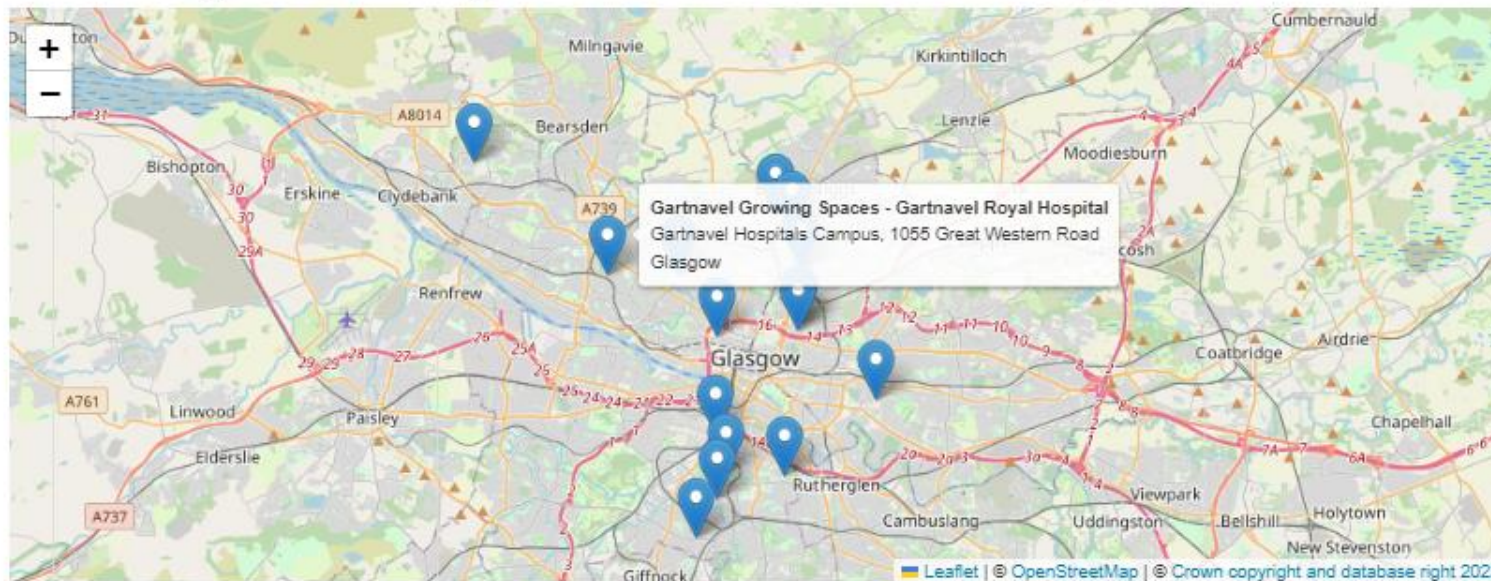 Cumbernauld
Milngavie
Kirkintilloch
+
−
A8014
Bearsden
Lenzie
Moodiesburn
Bishopton
Erskine
Clydebank
A739
Gartnavel Growing Spaces - Gartnavel Royal Hospital
Gartnavel Hospitals Campus, 1055 Great Western Road
Glasgow
cosh
Renfrew
Glasgow
Airdrie
Coatbridge
A761
Linwood
Paisley
Chapelhall
Elderslie
Rutherglen
Viewpark
A737
Cambuslang
Uddingston
Bellshill
Holytown
New Stevenston
Giffnock
Leaflet | © OpenStreetMap | © Crown copyright and database right 202